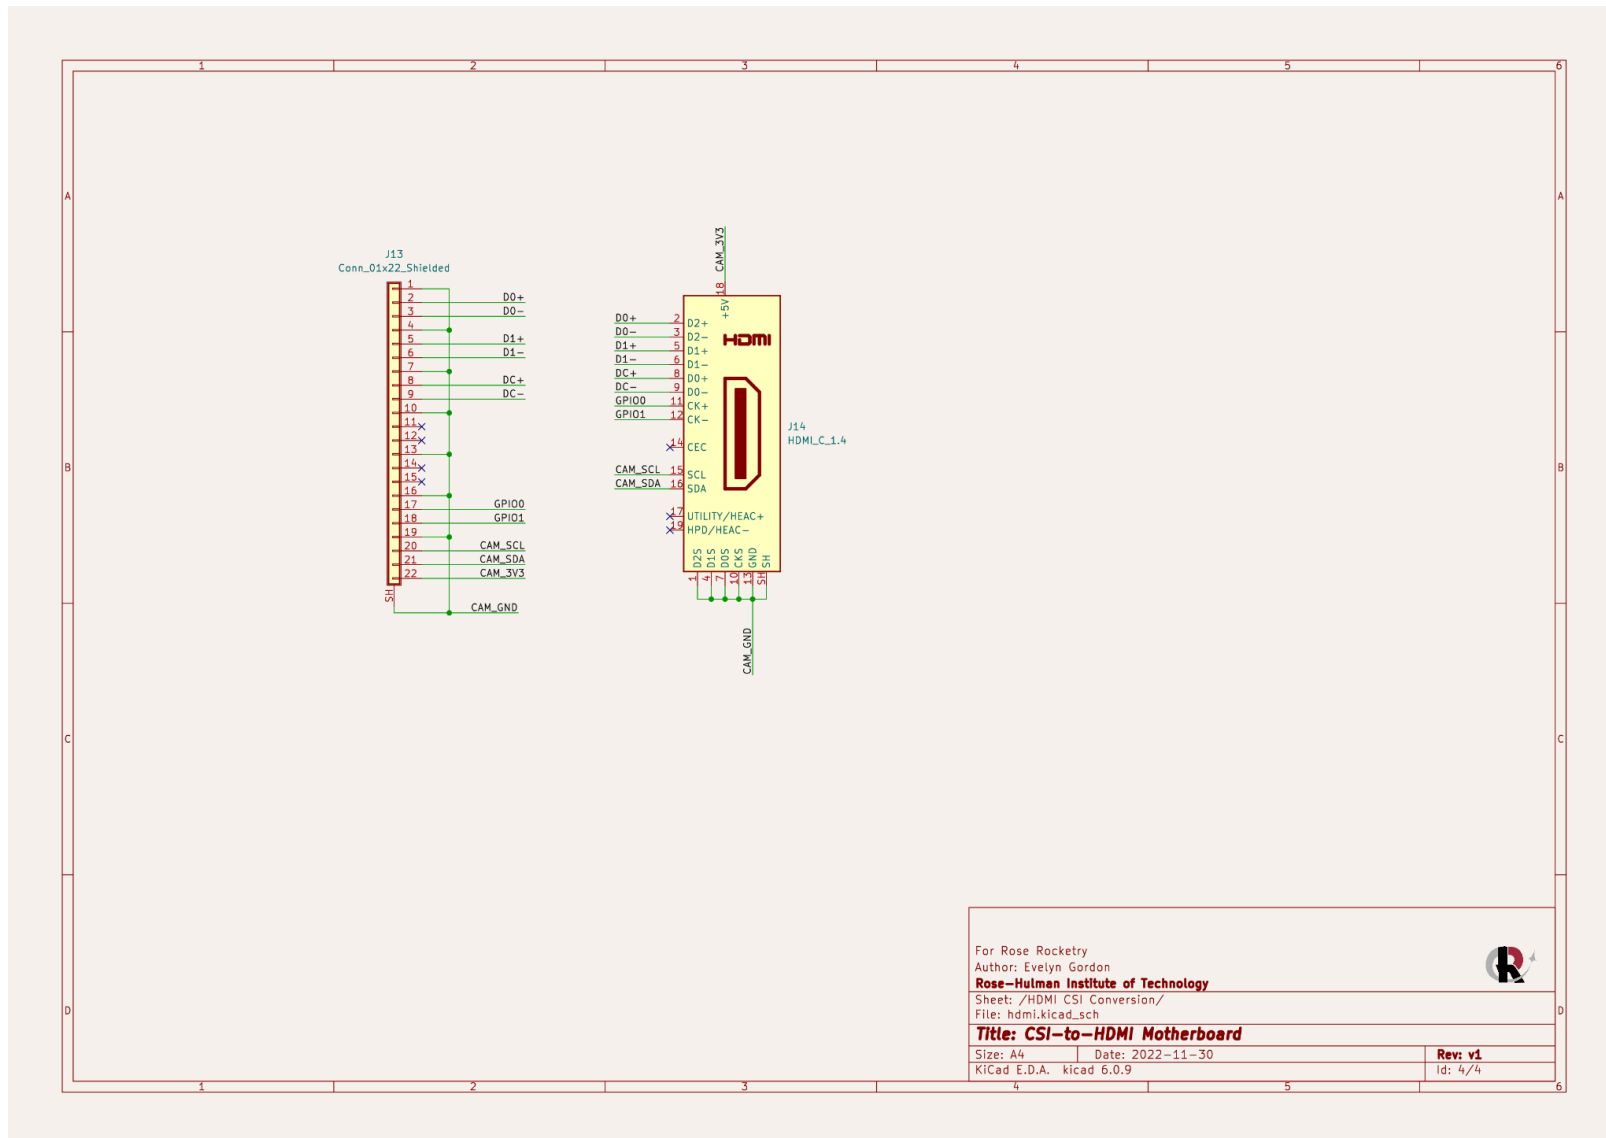 1 2 3 4 5 6
A A
B B
C C
D D
J13
Conn_01x22_Shielded
1
2 D0+
3 D0-
4
5 D1+
6 D1-
7
8 DC+
9 DC-
10
11
12
13
14
15
16
17 GPIO0
18 GPIO1
19
20 CAM_SCL
21 CAM_SDA
22 CAM_3V3
SH
CAM_GND
CAM_3V3
18
+5V
HDMI
D0+ 2 D2+
D0- 3 D2-
D1+ 5 D1+
D1- 6 D1-
DC+ 8 D0+
DC- 9 D0-
GPIO0 11 CK+
GPIO1 12 CK-
14 CEC
CAM_SCL 15 SCL
CAM_SDA 16 SDA
17 UTILITY/HEAC+
19 HPD/HEAC-
D2S D1S D0S CKS GND SH
1 4 7 10 13 SH
CAM_GND
J14
HDMI_C_1.4
For Rose Rocketry
Author: Evelyn Gordon
Rose-Hulman Institute of Technology
Sheet: /HDMI CSI Conversion/
File: hdmi.kicad_sch
Title: CSI-to-HDMI Motherboard
Size: A4 Date: 2022-11-30 Rev: v1
KiCad E.D.A. kicad 6.0.9 Id: 4/4
R
1 2 3 4 5 6